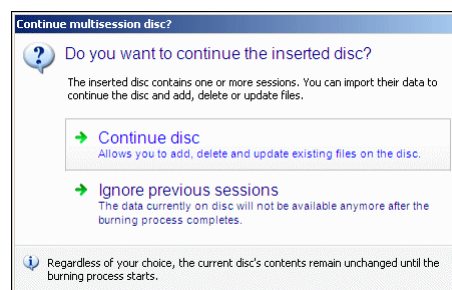 Continue multisession disc?
Do you want to continue the inserted disc?
The inserted disc contains one or more sessions. You can import their data to
continue the disc and add, delete or update files.
Continue disc
Allows you to add, delete and update existing files on the disc.
Ignore previous sessions
The data currently on disc will not be available anymore after the
burning process completes.
Regardless of your choice, the current disc's contents remain unchanged until the
burning process starts.